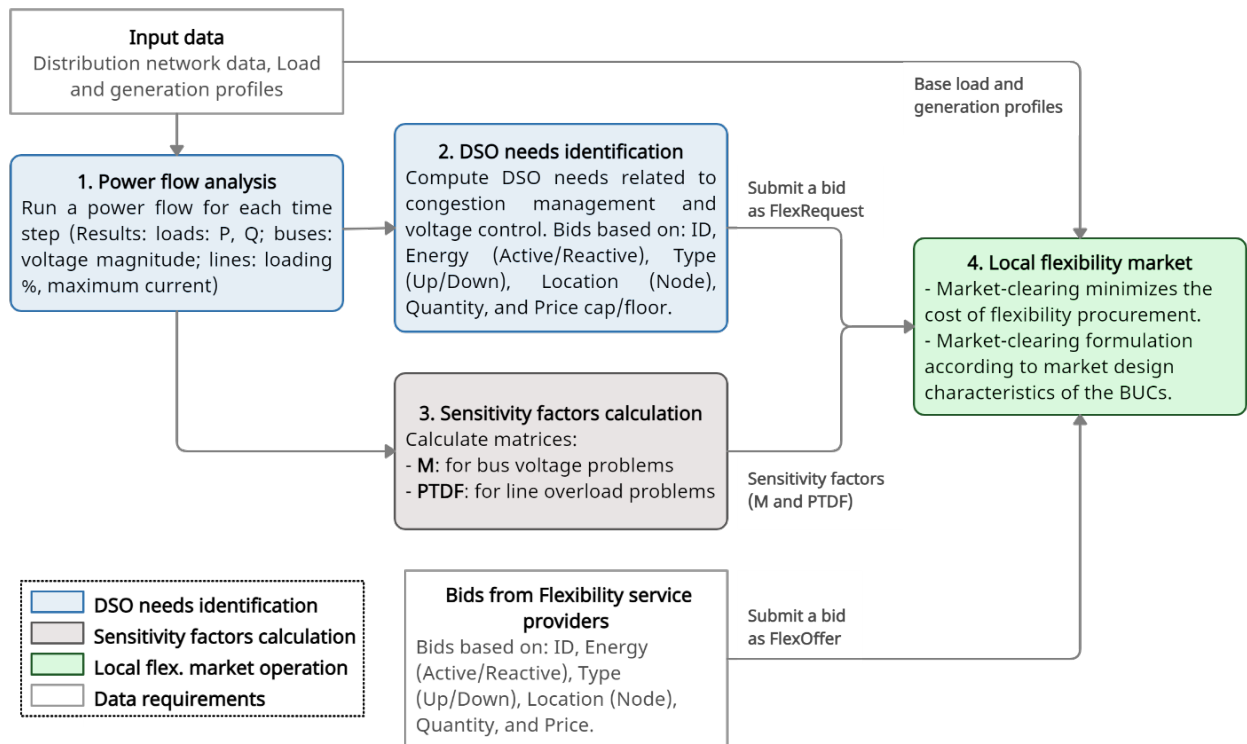 Input data
Distribution network data, Load
and generation profiles
Base load and
generation profiles
1. Power flow analysis
Run a power flow for each time
step (Results: loads: P, Q; buses:
voltage magnitude; lines: loading
%, maximum current)
2. DSO needs identification
Compute DSO needs related to
congestion management and
voltage control. Bids based on: ID,
Energy (Active/Reactive), Type
(Up/Down), Location (Node),
Quantity, and Price cap/floor.
Submit a bid
as FlexRequest
3. Sensitivity factors calculation
Calculate matrices:
- M: for bus voltage problems
- PTDF: for line overload problems
Sensitivity factors
(M and PTDF)
4. Local flexibility market
- Market-clearing minimizes the
cost of flexibility procurement.
- Market-clearing formulation
according to market design
characteristics of the BUCs.
Bids from Flexibility service
providers
Bids based on: ID, Energy
(Active/Reactive), Type
(Up/Down), Location (Node),
Quantity, and Price.
Submit a bid
as FlexOffer
DSO needs identification
Sensitivity factors calculation
Local flex. market operation
Data requirements